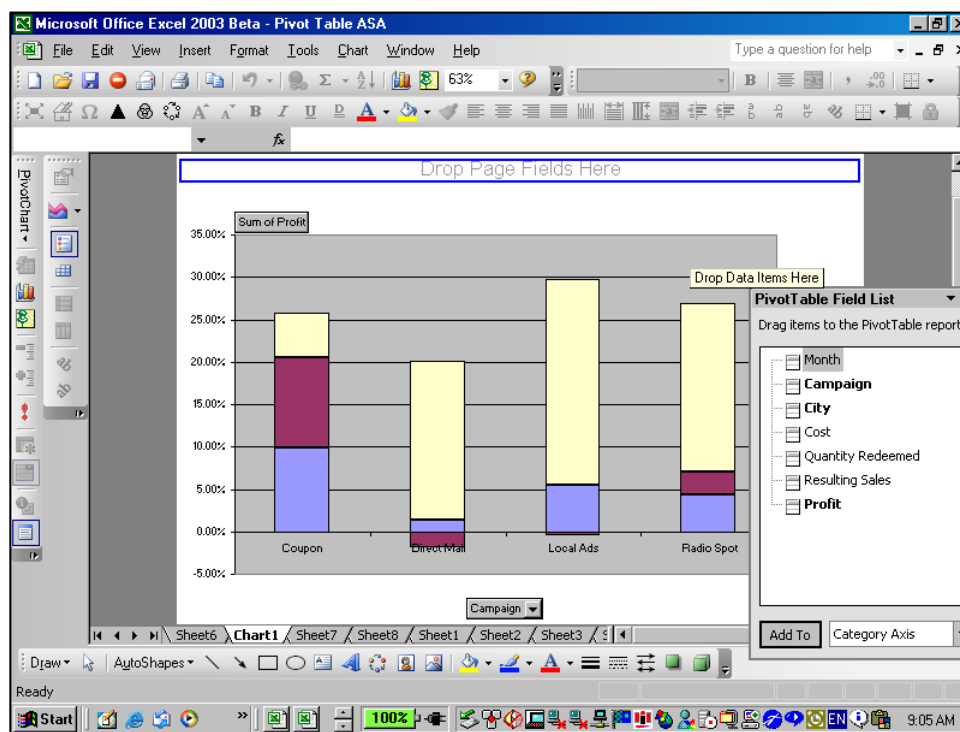 Microsoft Office Excel 2003 Beta - Pivot Table ASA
File Edit View Insert Format Tools Chart Window Help Type a question for help
63%
fx
PivotChart
Drop Page Fields Here
Sum of Profit
35.00%
30.00%
25.00%
20.00%
15.00%
10.00%
5.00%
0.00%
-5.00%
Coupon Direct Mail Local Ads Radio Spot
Campaign
Drop Data Items Here
PivotTable Field List
Drag items to the PivotTable report
Month
Campaign
City
Cost
Quantity Redeemed
Resulting Sales
Profit
Add To Category Axis
Sheet6 Chart1 Sheet7 Sheet8 Sheet1 Sheet2 Sheet3
Draw AutoShapes
Ready
Start 100% EN 9:05 AM